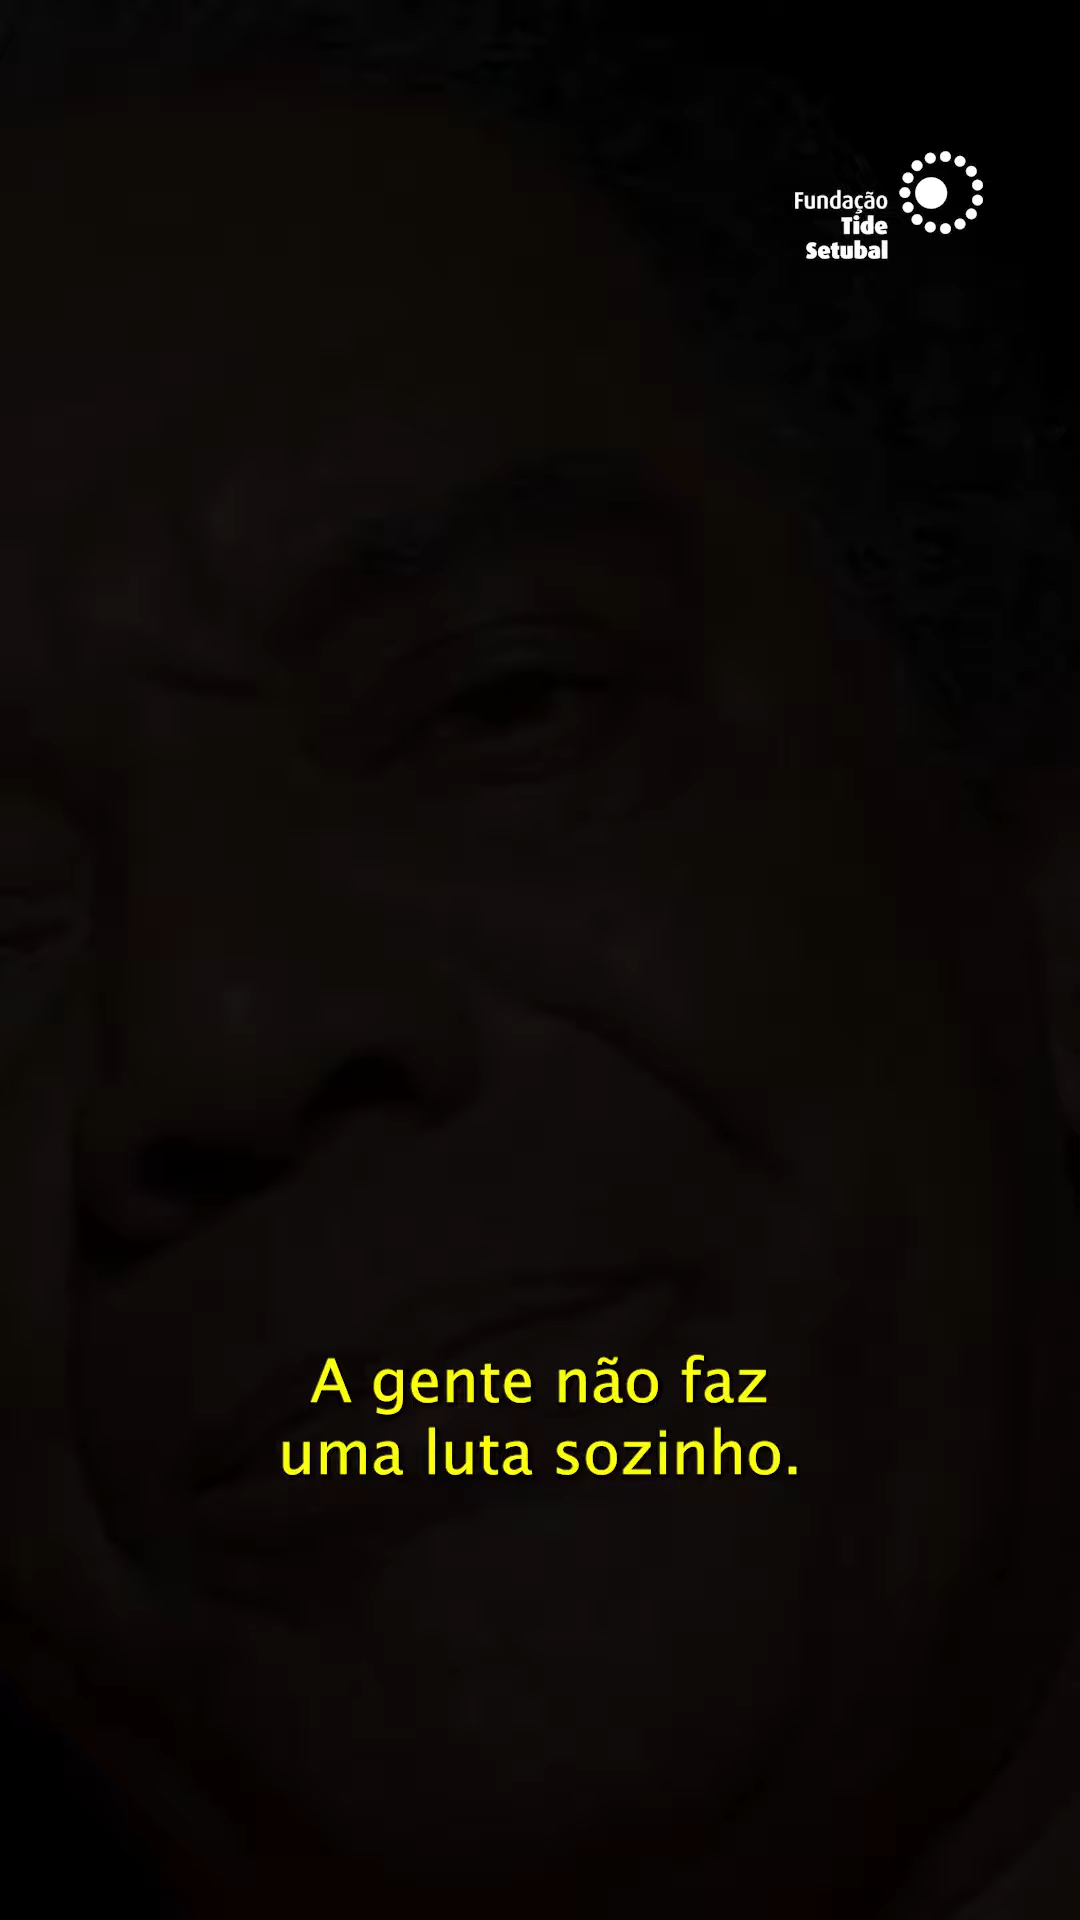 Fundação
Tide
Setubal
A gente não faz
uma luta sozinho.